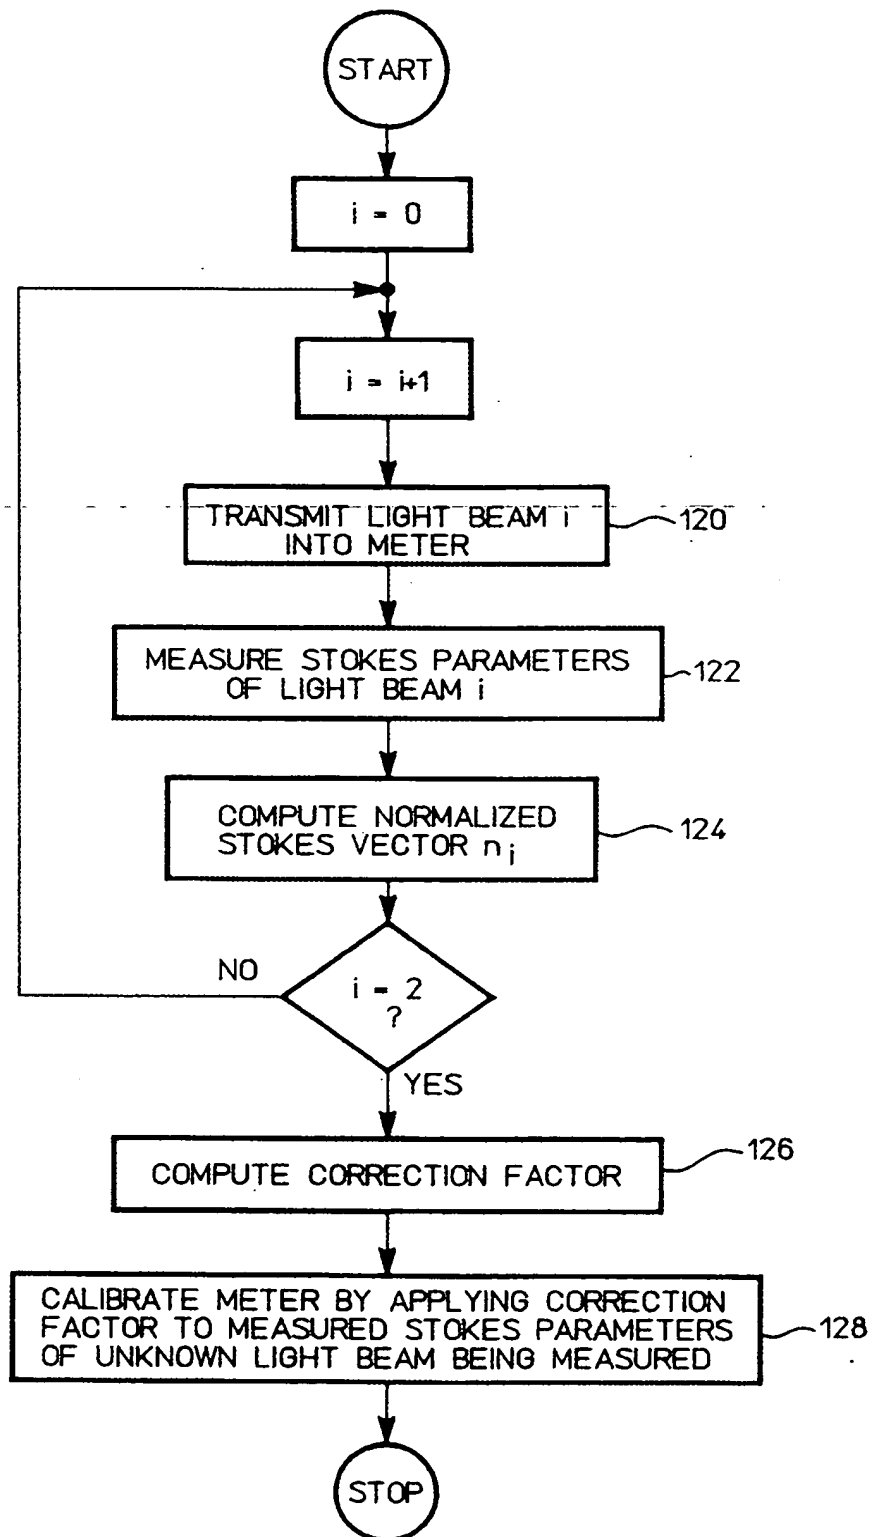 START
i = 0
i = i+1
TRANSMIT LIGHT BEAM i
INTO METER
120
MEASURE STOKES PARAMETERS
OF LIGHT BEAM i
122
COMPUTE NORMALIZED
STOKES VECTOR ni
124
NO
i = 2
?
YES
COMPUTE CORRECTION FACTOR
126
CALIBRATE METER BY APPLYING CORRECTION
FACTOR TO MEASURED STOKES PARAMETERS
OF UNKNOWN LIGHT BEAM BEING MEASURED
128
STOP